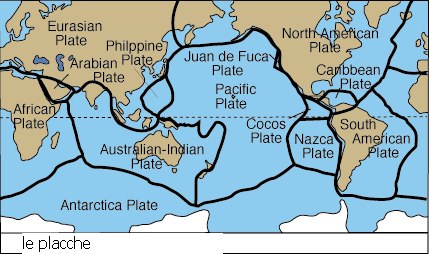 Eurasian
Plate
Arabian
Plate
Philppine
Plate
African
Plate
Australian-Indian
Plate
Antarctica Plate
Juan de Fuca
Plate
Pacific
Plate
North American
Plate
Caribbean
Plate
Cocos
Plate
Nazca
Plate
South
American
Plate
le placche